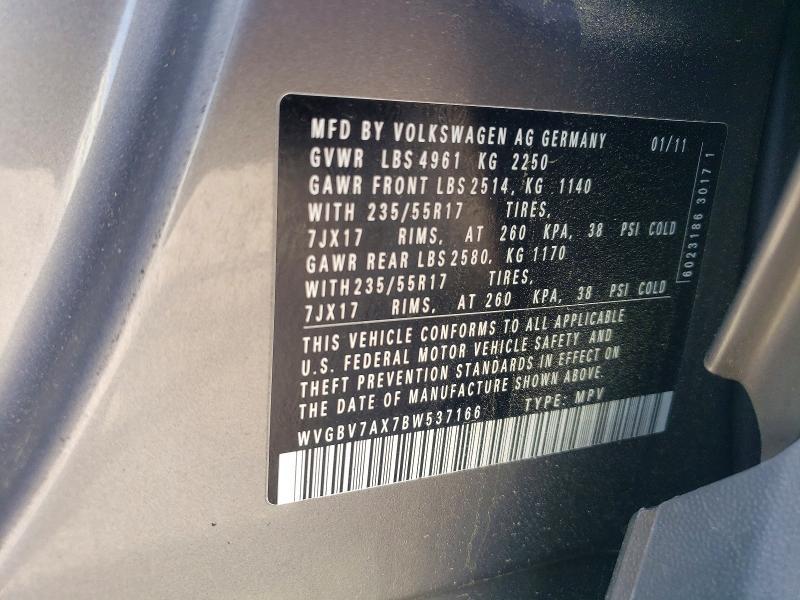 MFD BY VOLKSWAGEN AG GERMANY 01/11
GVWR LBS 4961 KG 2250
GAWR FRONT LBS 2514, KG 1140
WITH 235/55R17 TIRES,
7JX17 RIMS, AT 260 KPA, 38 PSI COLD
GAWR REAR LBS 2580, KG 1170
WITH 235/55R17 TIRES,
7JX17 RIMS, AT 260 KPA, 38 PSI COLD
THIS VEHICLE CONFORMS TO ALL APPLICABLE
U.S. FEDERAL MOTOR VEHICLE SAFETY AND
THEFT PREVENTION STANDARDS IN EFFECT ON
THE DATE OF MANUFACTURE SHOWN ABOVE.
WVGBV7AX7BW537166 TYPE: MPV
6023186 3017 1